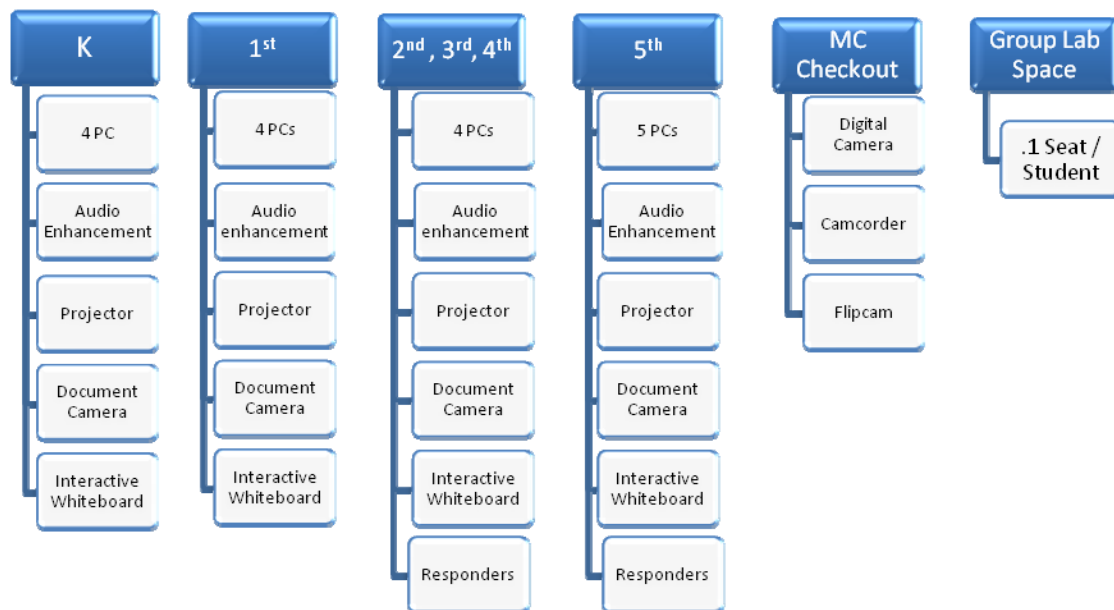 K
4 PC
Audio
Enhancement
Projector
Document
Camera
Interactive
Whiteboard
1st
4 PCs
Audio
enhancement
Projector
Document
Camera
Interactive
Whiteboard
2nd , 3rd, 4th
4 PCs
Audio
enhancement
Projector
Document
Camera
Interactive
Whiteboard
Responders
5th
5 PCs
Audio
Enhancement
Projector
Document
Camera
Interactive
Whiteboard
Responders
MC
Checkout
Digital
Camera
Camcorder
Flipcam
Group Lab
Space
.1 Seat /
Student